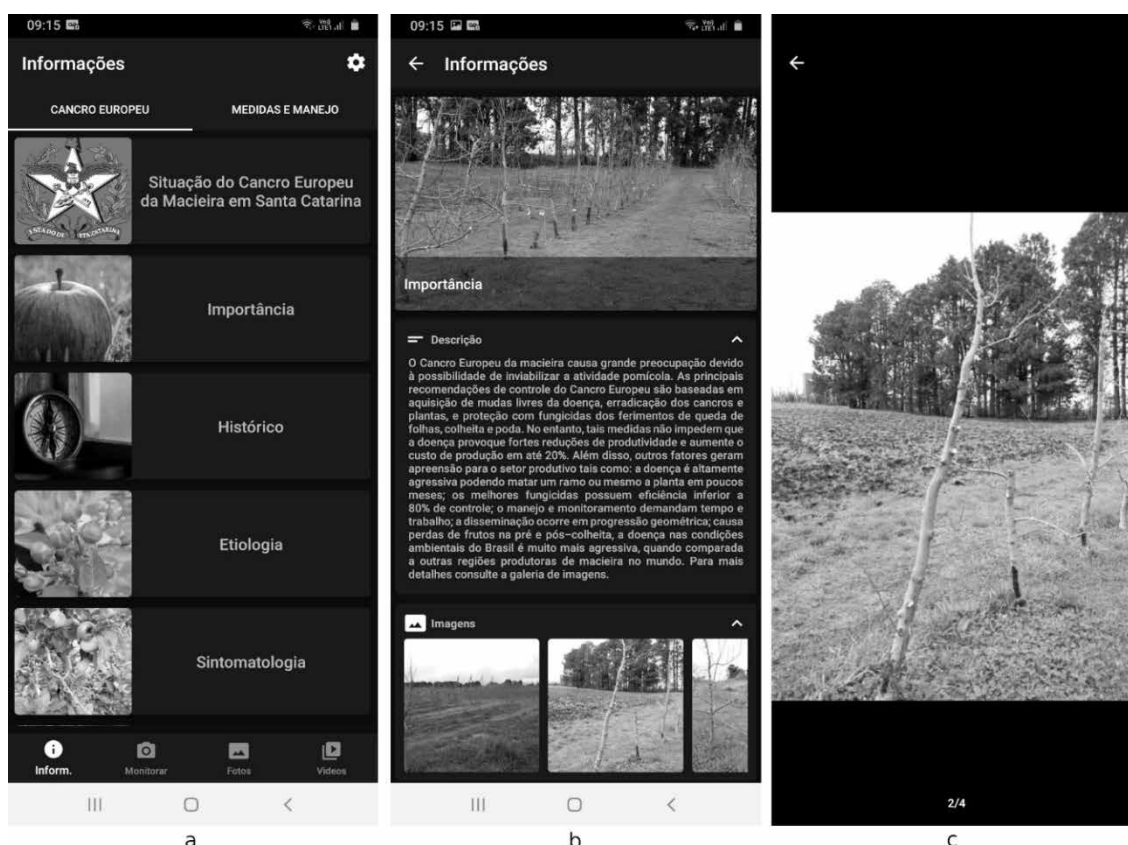 09:15
Informações
CANCRO EUROPEU
MEDIDAS E MANEJO
Situação do Cancro Europeu
da Macieira em Santa Catarina
Importância
Histórico
Etiologia
Sintomatologia
Inform.
Monitorar
Fotos
Vídeos
a
09:15
Informações
Importância
Descrição
O Cancro Europeu da macieira causa grande preocupação devido
à possibilidade de inviabilizar a atividade pomícola. As principais
recomendações de controle do Cancro Europeu são baseadas em
aquisição de mudas livres da doença, erradicação dos cancros e
plantas, e proteção com fungicidas dos ferimentos de queda de
folhas, colheita e poda. No entanto, tais medidas não impedem que
a doença provoque fortes reduções de produtividade e aumente o
custo de produção em até 20%. Além disso, outros fatores geram
apreensão para o setor produtivo tais como: a doença é altamente
agressiva podendo matar um ramo ou mesmo a planta em poucos
meses; os melhores fungicidas possuem eficiência inferior a
80% de controle; o manejo e monitoramento demandam tempo e
trabalho; a disseminação ocorre em progressão geométrica; causa
perdas de frutos na pré e pós-colheita, a doença nas condições
ambientais do Brasil é muito mais agressiva, quando comparada
a outras regiões produtoras de macieira no mundo. Para mais
detalhes consulte a galeria de imagens.
Imagens
b
2/4
c